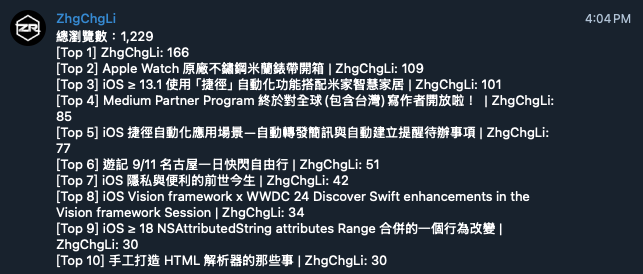 ZR
ZhgChgLi
4:04 PM
總瀏覽數：1,229
[Top 1] ZhgChgLi: 166
[Top 2] Apple Watch 原廠不鏽鋼米蘭錶帶開箱 | ZhgChgLi: 109
[Top 3] iOS ≥ 13.1 使用「捷徑」自動化功能搭配米家智慧家居 | ZhgChgLi: 101
[Top 4] Medium Partner Program 終於對全球 (包含台灣) 寫作者開放啦！ | ZhgChgLi:
85
[Top 5] iOS 捷徑自動化應用場景 — 自動轉發簡訊與自動建立提醒待辦事項 | ZhgChgLi:
77
[Top 6] 遊記 9/11 名古屋一日快閃自由行 | ZhgChgLi: 51
[Top 7] iOS 隱私與便利的前世今生 | ZhgChgLi: 42
[Top 8] iOS Vision framework x WWDC 24 Discover Swift enhancements in the
Vision framework Session | ZhgChgLi: 34
[Top 9] iOS ≥ 18 NSAttributedString attributes Range 合併的一個行為改變 |
ZhgChgLi: 30
[Top 10] 手工打造 HTML 解析器的那些事 | ZhgChgLi: 30